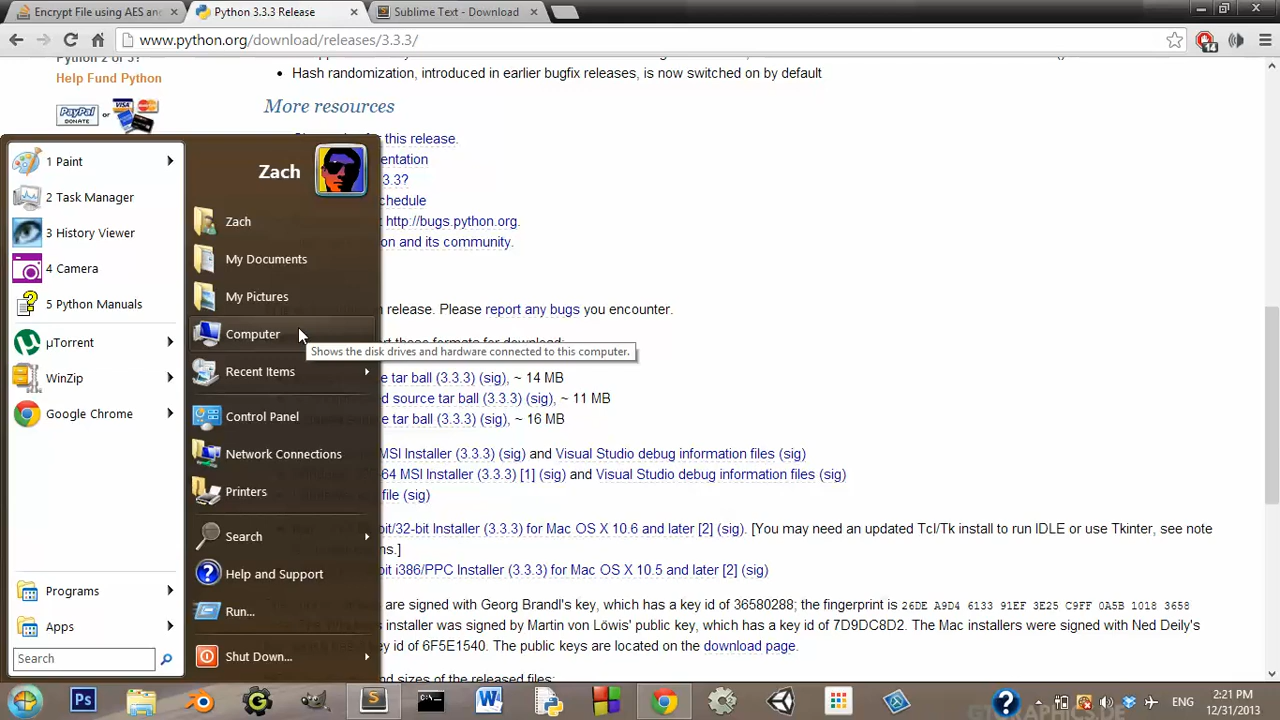 Encrypt File using AES an
Python 3.3.3 Release
Sublime Text - Download
www.python.org/download/releases/3.3.3/
14
Help Fund Python
PayPal
DONATE
or
VISA
• Hash randomization, introduced in earlier bugfix releases, is now switched on by default
More resources
this release.
entation
3.3?
chedule
http://bugs.python.org.
on and its community.
n release. Please report any bugs you encounter.
e tar ball (3.3.3) (sig), ~ 14 MB
ed source tar ball (3.3.3) (sig), ~ 11 MB
e tar ball (3.3.3) (sig), ~ 16 MB
MSI Installer (3.3.3) (sig) and Visual Studio debug information files (sig)
64 MSI Installer (3.3.3) [1] (sig) and Visual Studio debug information files (sig)
file (sig)
bit/32-bit Installer (3.3.3) for Mac OS X 10.6 and later [2] (sig). [You may need an updated Tcl/Tk install to run IDLE or use Tkinter, see note
.]
bit i386/PPC Installer (3.3.3) for Mac OS X 10.5 and later [2] (sig)
are signed with Georg Brandl's key, which has a key id of 36580288; the fingerprint is 26DE A9D4 6133 91EF 3E25 C9FF 0A5B 1018 3658
installer was signed by Martin von Löwis' public key, which has a key id of 7D9DC8D2. The Mac installers were signed with Ned Deily's
key id of 6F5E1540. The public keys are located on the download page.
and sizes of the released files:
1 Paint
2 Task Manager
3 History Viewer
4 Camera
5 Python Manuals
µTorrent
WinZip
Google Chrome
Programs
Apps
Search
Zach
Zach
My Documents
My Pictures
Computer
Shows the disk drives and hardware connected to this computer.
Recent Items
Control Panel
Network Connections
Printers
Search
Help and Support
Run...
Shut Down...
Ps
ENG
2:21 PM
12/31/2013